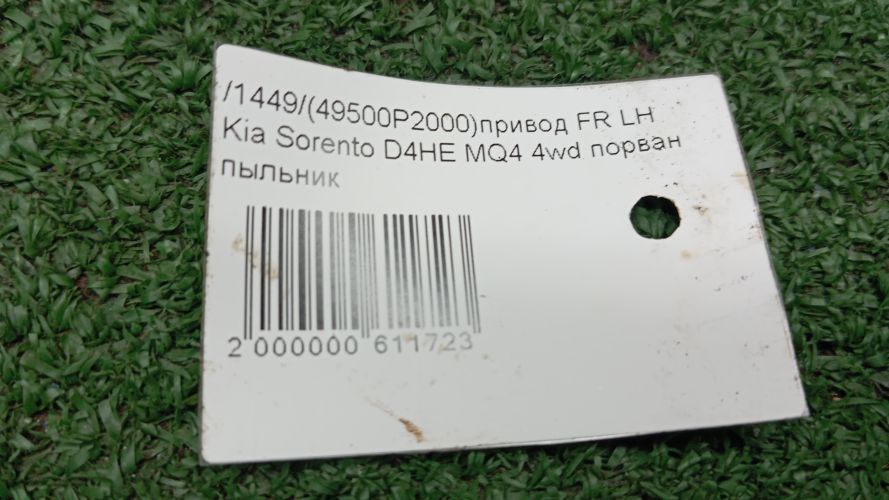 /1449/(49500P2000)привод FR LH
Kia Sorento D4HE MQ4 4wd порван
пыльник
2 000000 611723